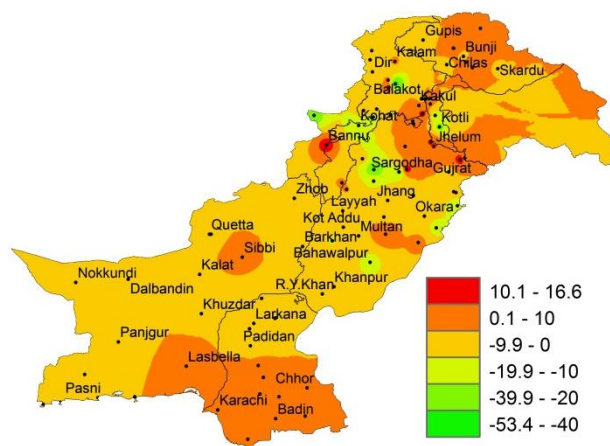 Gupis
Kalam
Bunji
Dir
Chilas
Skardu
Balakot
Kakul
Kohat
Kotli
Bannu
Jhelum
Sargodha
Gujrat
Zhob
Jhang
Layyah
Okara
Quetta
Kot Addu
Sibbi
Barkhan
Multan
Kalat
Bahawalpur
Nokkundi
Dalbandin
R.Y.Khan
Khanpur
Khuzdar
Larkana
Panjgur
Padidan
Lasbella
Pasni
Chhor
Karachi
Badin
10.1 - 16.6
0.1 - 10
-9.9 - 0
-19.9 - -10
-39.9 - -20
-53.4 - -40